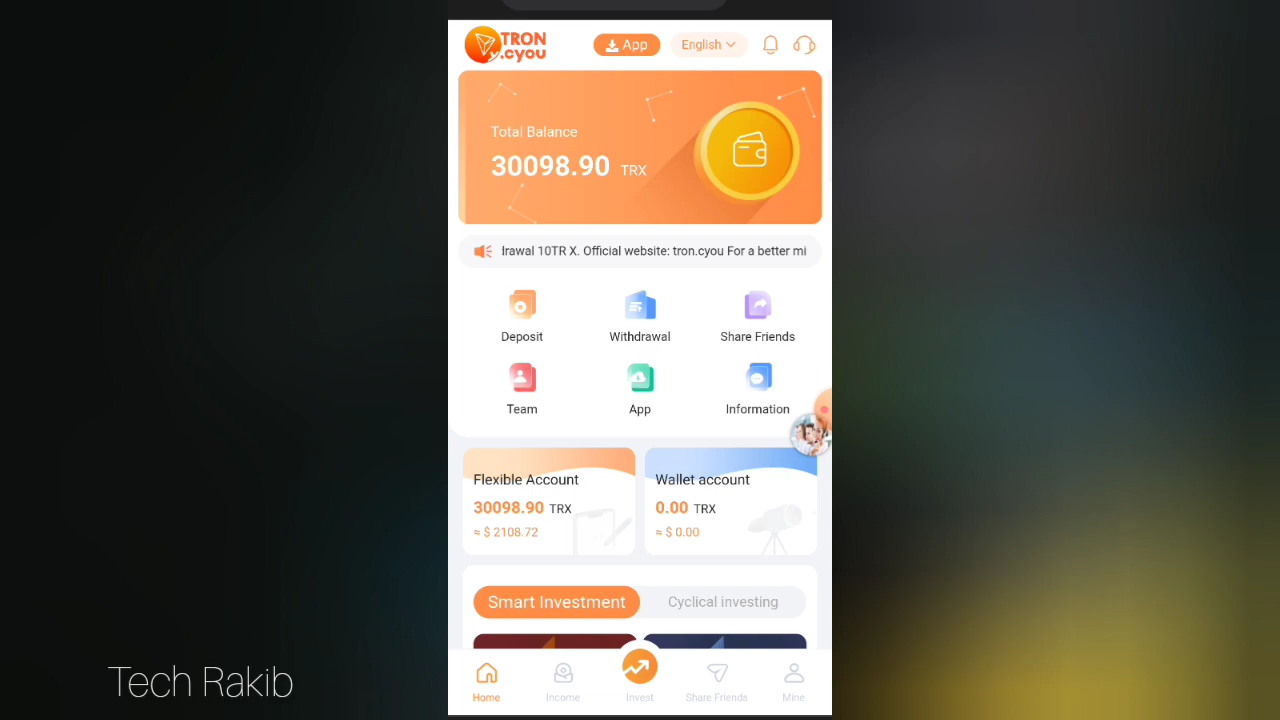 TRON
.cyou
App
English
Total Balance
30098.90 TRX
lrawal 10TR X. Official website: tron.cyou For a better mi
Deposit
Withdrawal
Share Friends
Team
App
Information
Flexible Account
30098.90 TRX
≈ $ 2108.72
Wallet account
0.00 TRX
≈ $ 0.00
Smart Investment
Cyclical investing
Home
Income
Invest
Share Friends
Mine
Tech Rakib